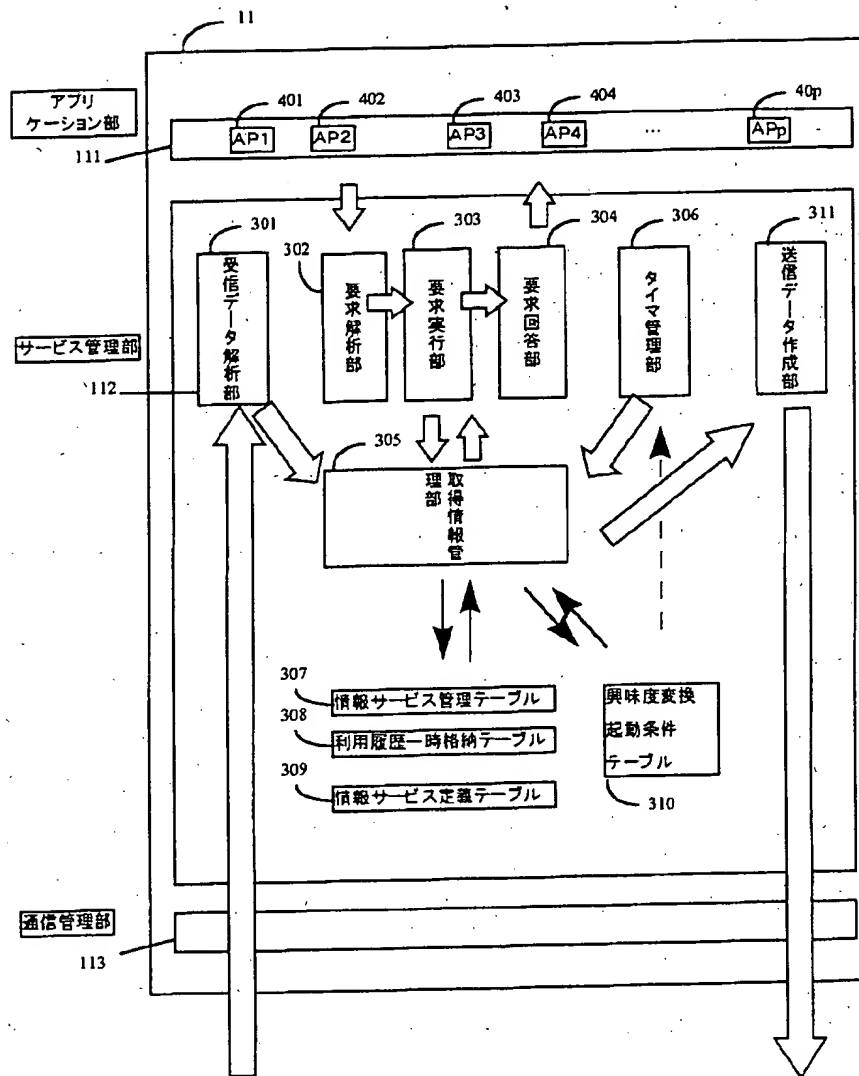 11
アプリ
ケーション部
111
401
402
403
404
40p
AP1
AP2
AP3
AP4
…
APp
サービス管理部
112
301
受信データ解析部
302
要求解析部
303
要求実行部
304
要求回答部
306
タイマ管理部
311
送信データ作成部
305
取得情報管
理部
307
情報サービス管理テーブル
308
利用履歴一時格納テーブル
309
情報サービス定義テーブル
興味度変換
起動条件
テーブル
310
通信管理部
113